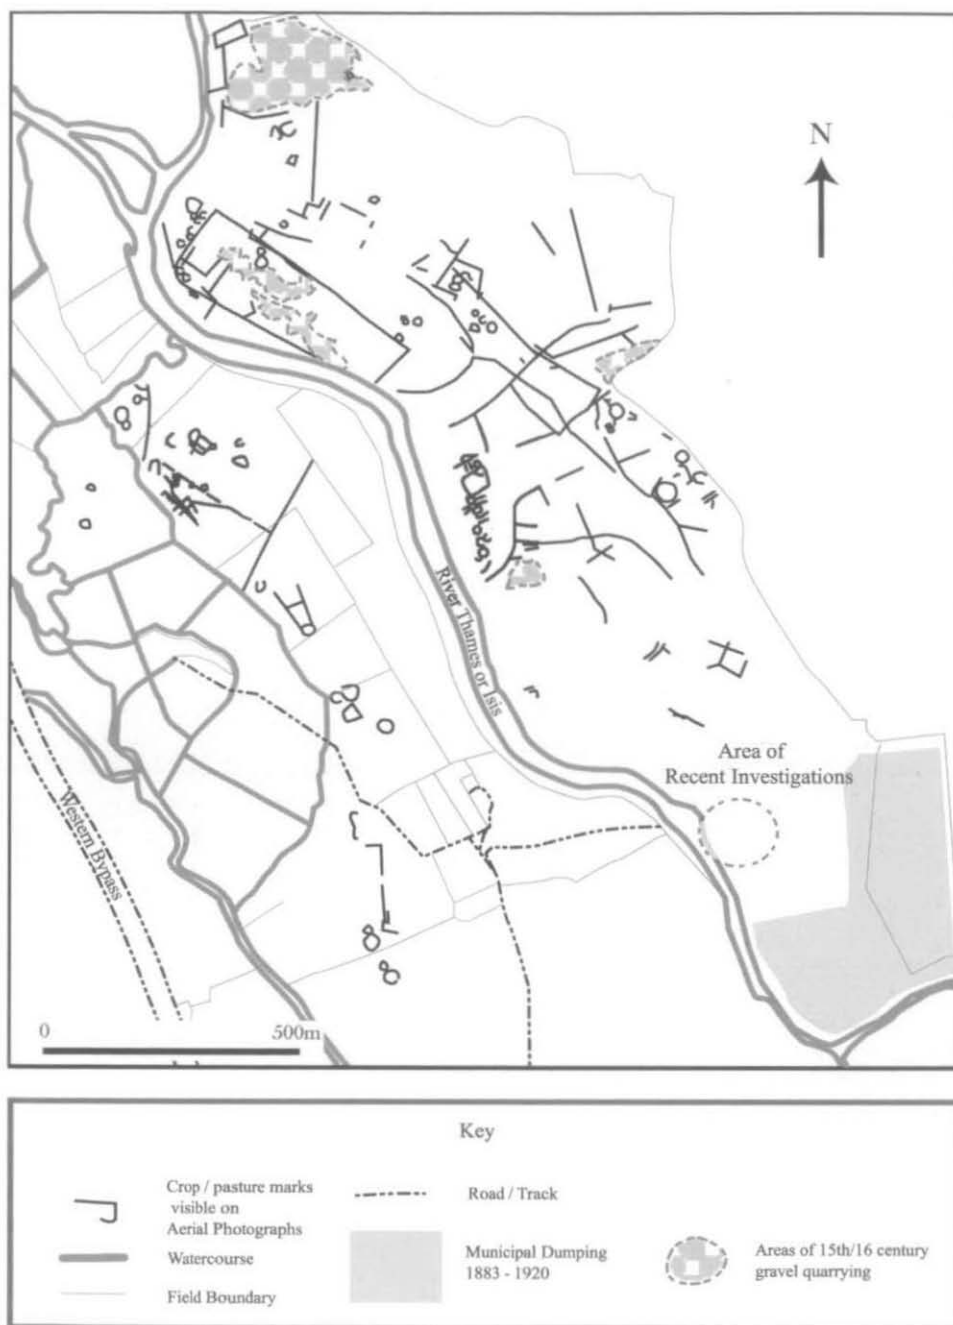 N
River Thames or Isis
Area of
Recent Investigations
Western Bypass
0 500m
Key
Crop / pasture marks
visible on
Aerial Photographs
Road / Track
Watercourse
Municipal Dumping
1883 - 1920
Areas of 15th/16 century
gravel quarrying
Field Boundary